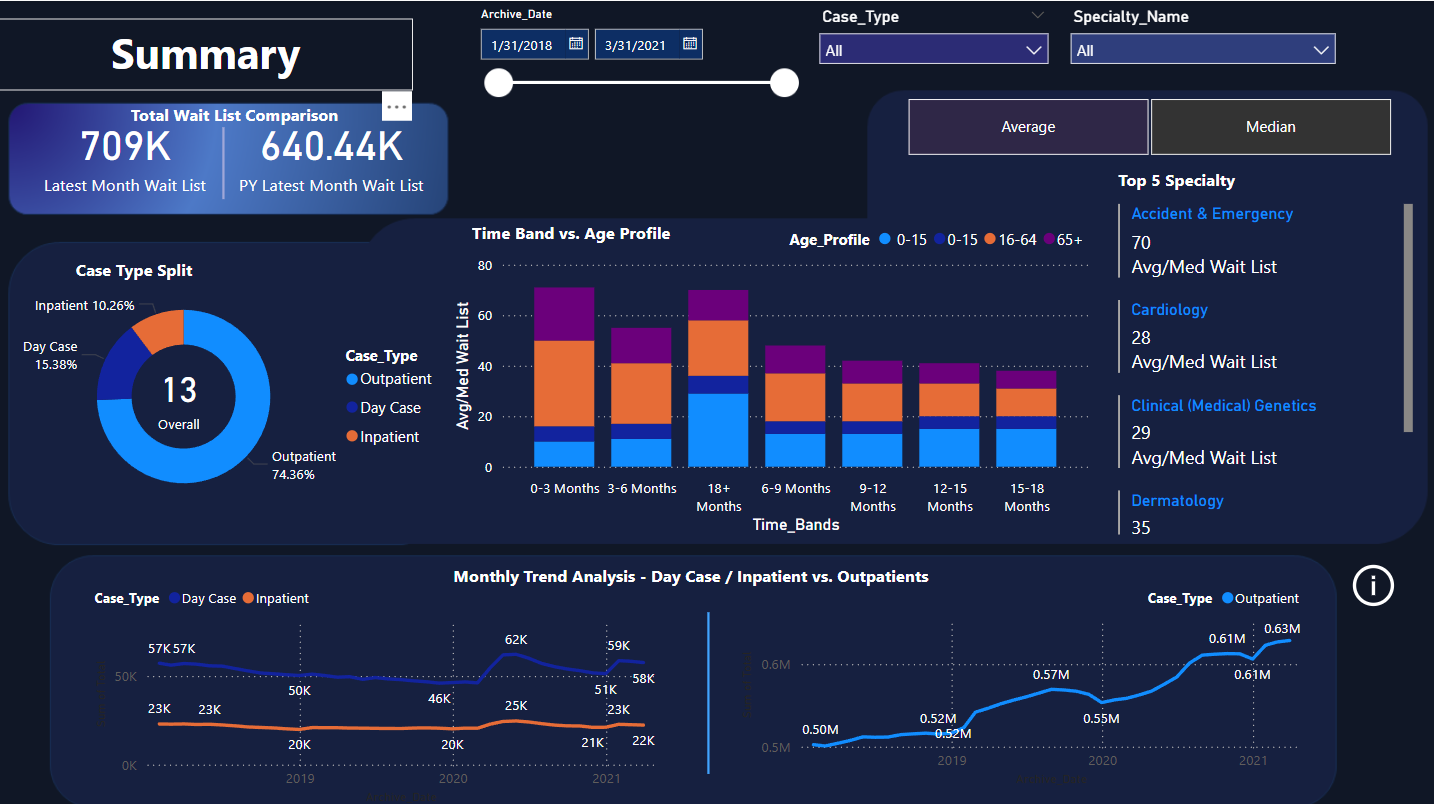 Summary
Archive_Date
1/31/2018
3/31/2021
Case_Type
All
Specialty_Name
All
Total Wait List Comparison
709K
Latest Month Wait List
640.44K
PY Latest Month Wait List
Average
Median
Top 5 Specialty
Accident & Emergency
70
Avg/Med Wait List
Cardiology
28
Avg/Med Wait List
Clinical (Medical) Genetics
29
Avg/Med Wait List
Dermatology
35
Case Type Split
Inpatient 10.26%
Day Case
15.38%
13
Overall
Outpatient
74.36%
Case_Type
Outpatient
Day Case
Inpatient
Time Band vs. Age Profile
Age_Profile 0-15 0-15 16-64 65+
Avg/Med Wait List
80
60
40
20
0
0-3 Months
3-6 Months
18+
Months
6-9 Months
9-12
Months
12-15
Months
15-18
Months
Time_Bands
Monthly Trend Analysis - Day Case / Inpatient vs. Outpatients
Case_Type Day Case Inpatient
50K
0K
57K 57K
50K
46K
62K
51K
59K
58K
23K
23K
20K
20K
25K
21K
23K
22K
2019
2020
2021
Case_Type Outpatient
0.6M
0.5M
0.50M
0.52M
0.52M
0.57M
0.55M
0.61M
0.61M
0.63M
2019
2020
2021
Archive_Date
i